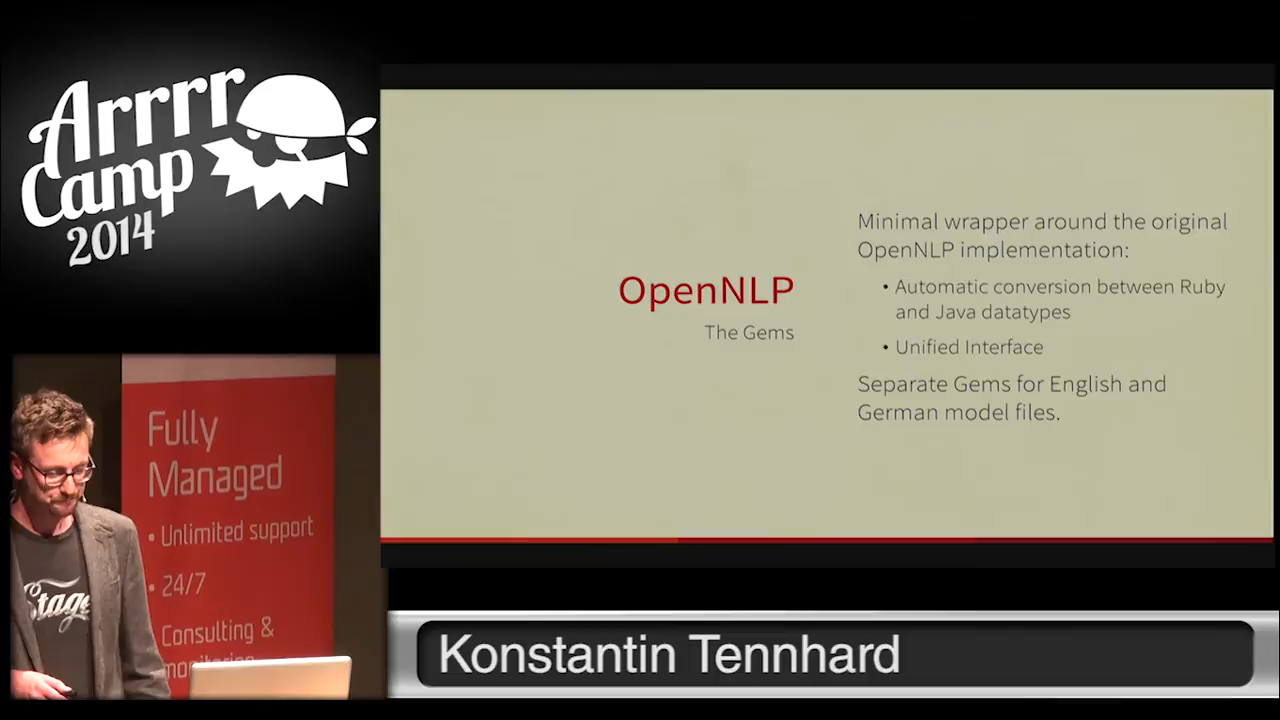 Arrrr
Camp
2014
Minimal wrapper around the original
OpenNLP implementation:
• Automatic conversion between Ruby
and Java datatypes
• Unified Interface
Separate Gems for English and
German model files.
OpenNLP
The Gems
Fully
Managed
• Unlimited support
• 24/7
Consulting &
monitoring
Stage
Konstantin Tennhard